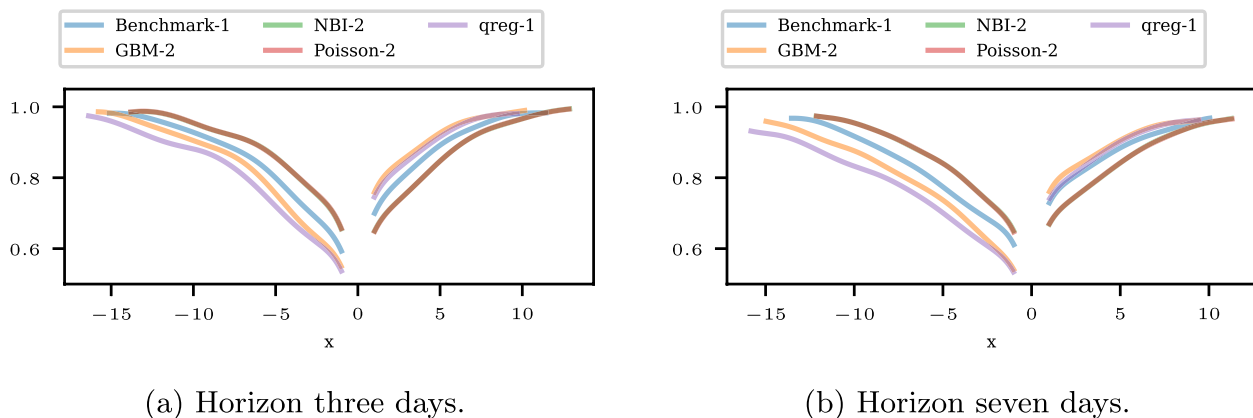 Benchmark-1 NBI-2 qreg-1
GBM-2 Poisson-2
1.0
0.8
0.6
−15 −10 −5 0 5 10
x
(a) Horizon three days.
Benchmark-1 NBI-2 qreg-1
GBM-2 Poisson-2
1.0
0.8
0.6
−15 −10 −5 0 5 10
x
(b) Horizon seven days.